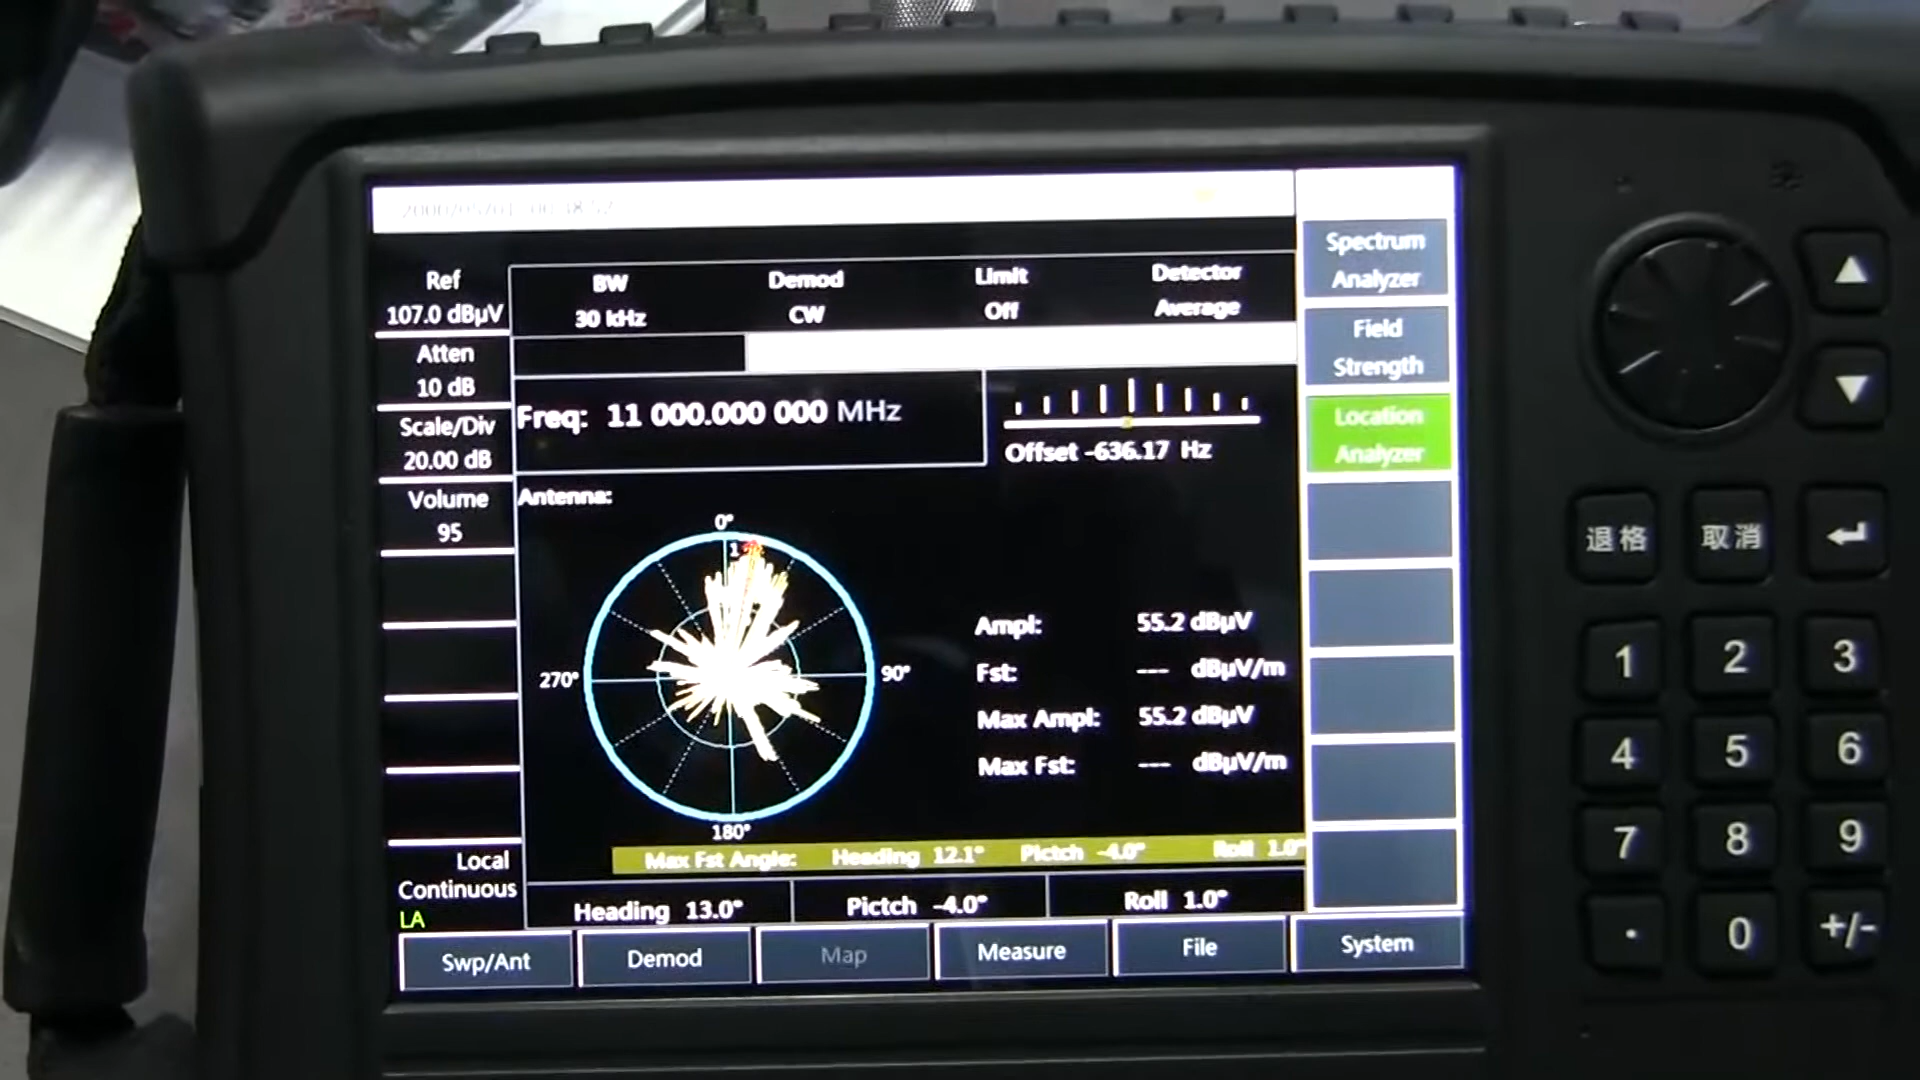 Spectrum
Analyzer
Ref
107.0 dBµV
BW
30 kHz
Demod
CW
Limit
Off
Detector
Average
Atten
10 dB
Field
Strength
Scale/Div
20.00 dB
Freq: 11 000.000 000 MHz
Offset -636.17 Hz
Location
Analyzer
Volume
95
Antenna:
0°
1
270°
90°
180°
Ampl: 55.2 dBµV
Fst: --- dBµV/m
Max Ampl: 55.2 dBµV
Max Fst: --- dBµV/m
Max Fst Angle: Heading 12.1° Pictch -4.0° Roll 1.0°
Local
Continuous
LA
Heading 13.0° Pictch -4.0° Roll 1.0°
Swp/Ant Demod Map Measure File System
退格 取消
1 2 3
4 5 6
7 8 9
. 0 +/-